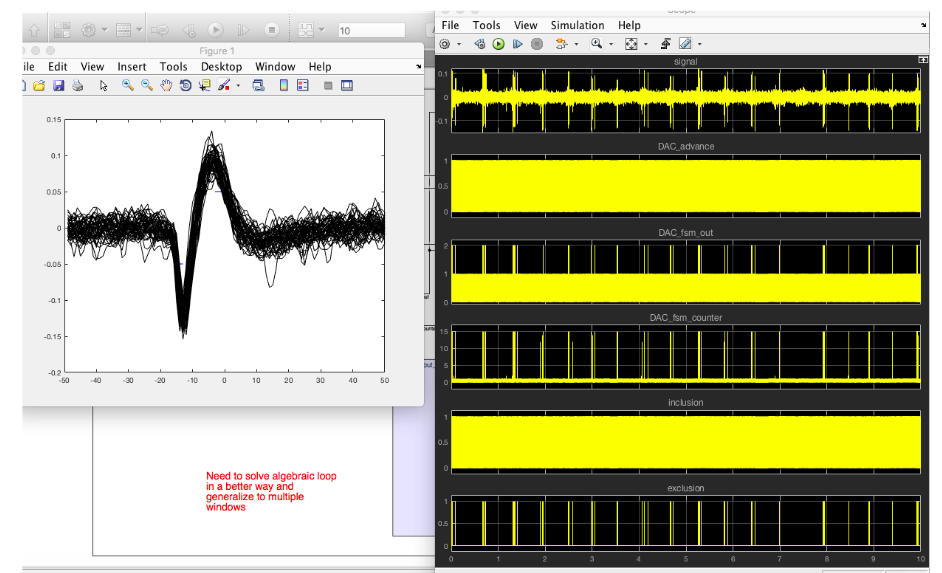 10
Figure 1
ile Edit View Insert Tools Desktop Window Help
0.15
0.1
0.05
0
-0.05
-0.1
-0.15
-0.2
-50 -40 -30 -20 -10 0 10 20 30 40 50
Need to solve algebraic loop
in a better way and
generalize to multiple
windows
File Tools View Simulation Help
signal
0.1
0
-0.1
DAC_advance
1
0.5
0
DAC_fsm_out
2
1
0
DAC_fsm_counter
15
10
5
0
inclusion
1
0.5
0
exclusion
1
0.5
0
0 1 2 3 4 5 6 7 8 9 10